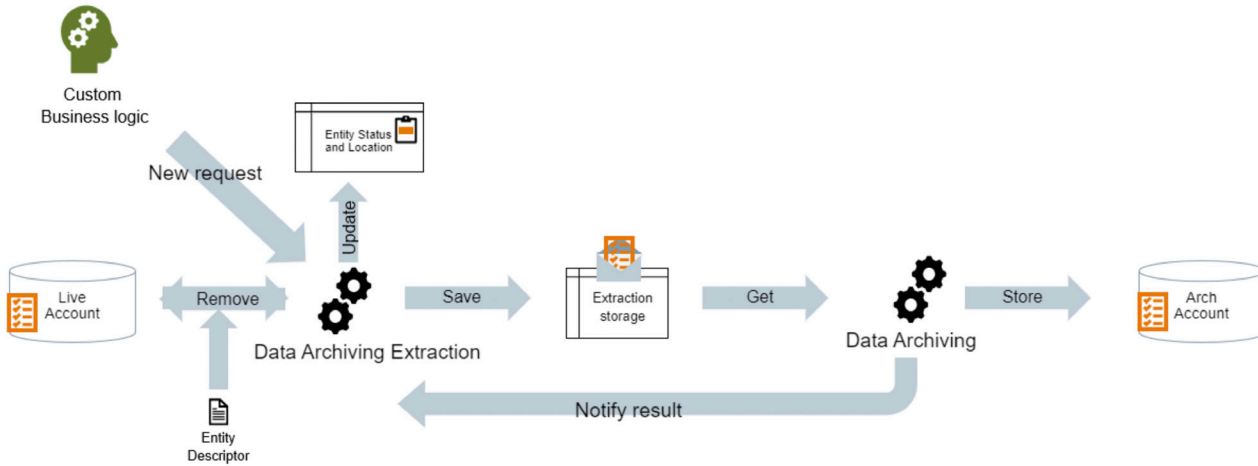 Custom
Business logic
New request
Entity Status
and Location
Update
Live
Account
Remove
Save
Extraction
storage
Get
Store
Arch
Account
Data Archiving Extraction
Data Archiving
Notify result
Entity
Descriptor